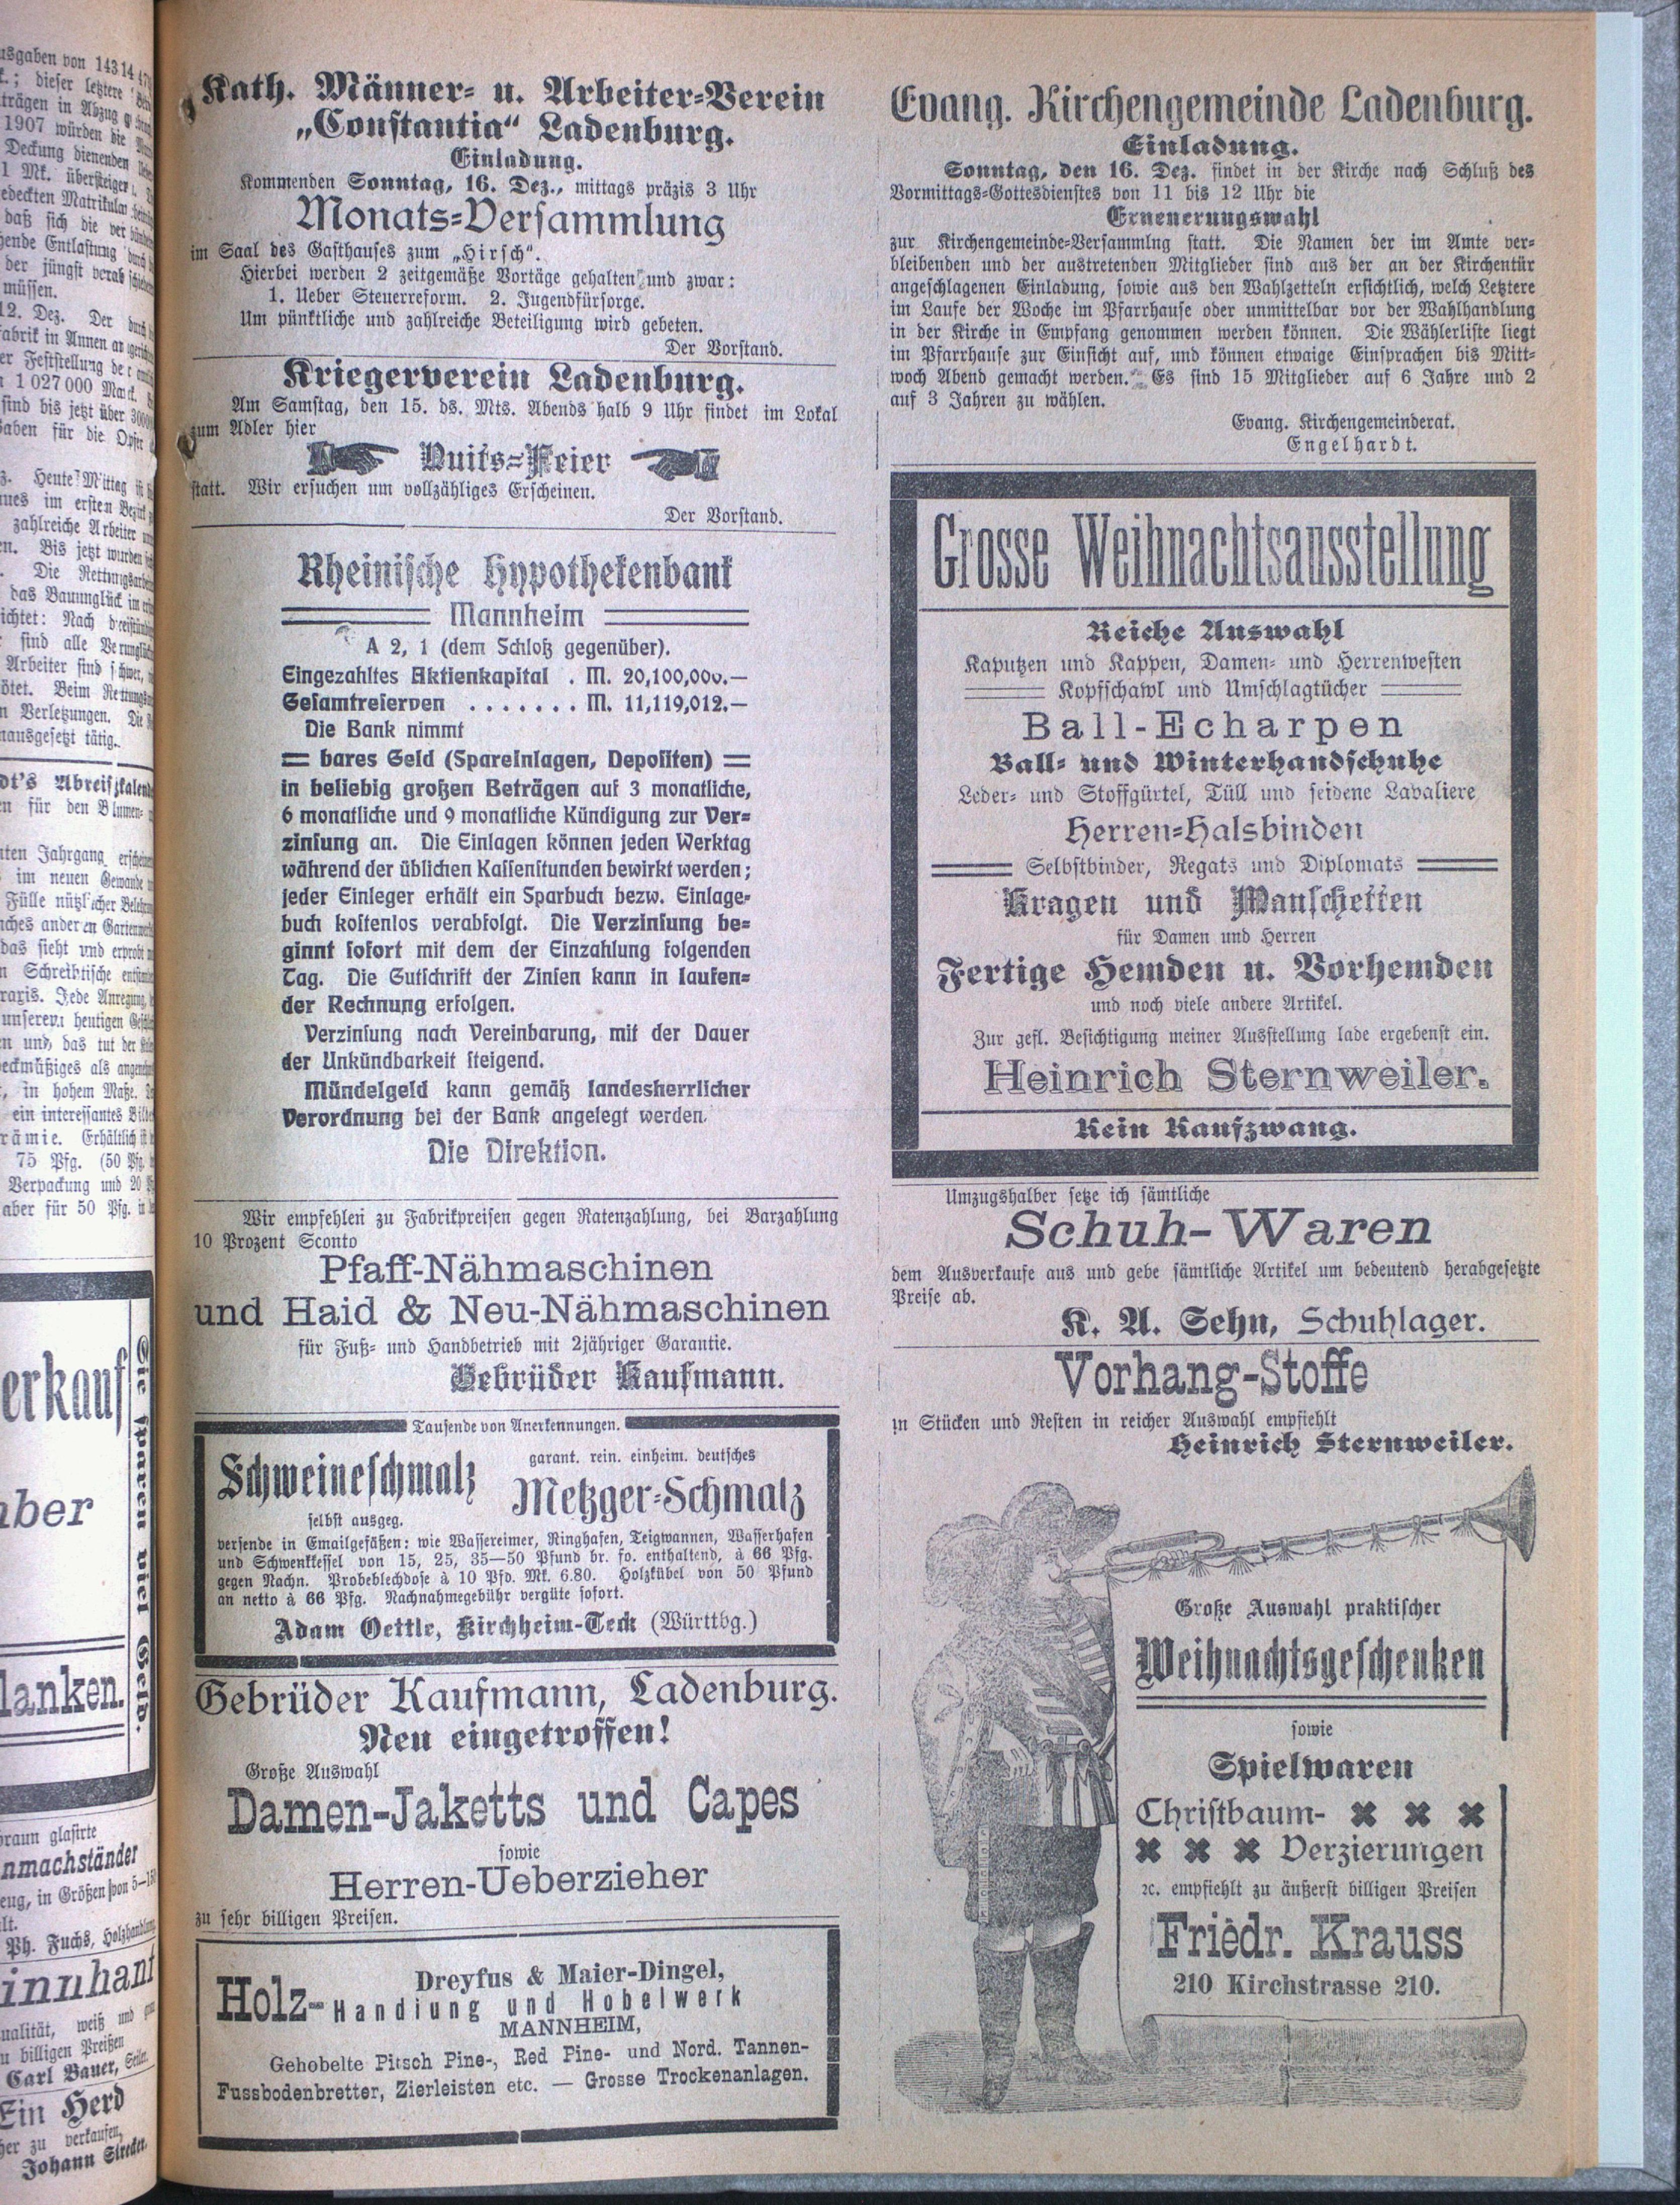 Kath. Männer- u. Arbeiter-Verein
„Constantia“ Ladenburg.
Einladung.
Kommenden Sonntag, 16. Dez., mittags präzis 3 Uhr
Monats-Versammlung
im Saal des Gasthauses zum „Hirsch“.
Hierbei werden 2 zeitgemäße Vortäge gehalten und zwar:
1. Ueber Steuerreform. 2. Jugendfürsorge.
Um pünktliche und zahlreiche Beteiligung wird gebeten.
Der Vorstand.
Kriegerverein Ladenburg.
Am Samstag, den 15. ds. Mts. Abends halb 9 Uhr findet im Lokal
zum Adler hier
Nuits-Feier
statt. Wir ersuchen um vollzähliges Erscheinen.
Der Vorstand.
Rheinische Hypothekenbank
Mannheim
A 2, 1 (dem Schloß gegenüber).
Eingezahltes Aktienkapital . M. 20,100,000.—
Gesamtreserven . . . . . . . M. 11,119,012.—
Die Bank nimmt
bares Geld (Spareinlagen, Depositen)
in beliebig großen Beträgen auf 3 monatliche,
6 monatliche und 9 monatliche Kündigung zur Ver-
zinsung an. Die Einlagen können jeden Werktag
während der üblichen Kassenstunden bewirkt werden;
jeder Einleger erhält ein Sparbuch bezw. Einlage-
buch kostenlos verabfolgt. Die Verzinsung be-
ginnt sofort mit dem der Einzahlung folgenden
Tag. Die Gutschrift der Zinsen kann in laufen-
der Rechnung erfolgen.
Verzinsung nach Vereinbarung, mit der Dauer
der Unkündbarkeit steigend.
Mündelgeld kann gemäß landesherrlicher
Verordnung bei der Bank angelegt werden.
Die Direktion.
Wir empfehlen zu Fabrikpreisen gegen Ratenzahlung, bei Barzahlung
10 Prozent Sconto
Pfaff-Nähmaschinen
und Haid & Neu-Nähmaschinen
für Fuß- und Handbetrieb mit 2jähriger Garantie.
Gebrüder Kaufmann.
Tausende von Anerkennungen.
Schweineschmalz
selbst ausgeg.
garant. rein. einheim. deutsches
Metzger-Schmalz
versende in Emailgefäßen: wie Wassereimer, Ringhafen, Teigwannen, Wasserhafen
und Schwenkkessel von 15, 25, 35—50 Pfund br. fo. enthaltend, à 66 Pfg.
gegen Nachn. Probeblechdose à 10 Pfd. Mk. 6.80. Holzkübel von 50 Pfund
an netto à 66 Pfg. Nachnahmegebühr vergüte sofort.
Adam Oettle, Kirchheim-Teck (Württbg.)
Gebrüder Kaufmann, Ladenburg.
Neu eingetroffen!
Große Auswahl
Damen-Jaketts und Capes
sowie
Herren-Ueberzieher
zu sehr billigen Preisen.
Dreyfus & Maier-Dingel,
Holz-Handlung und Hobelwerk
MANNHEIM,
Gehobelte Pitsch Pine-, Red Pine- und Nord. Tannen-
Fussbodenbretter, Zierleisten etc. — Grosse Trockenanlagen.
Evang. Kirchengemeinde Ladenburg.
Einladung.
Sonntag, den 16. Dez. findet in der Kirche nach Schluß des
Vormittags-Gottesdienstes von 11 bis 12 Uhr die
Erneuerungswahl
zur Kirchengemeinde-Versammlng statt. Die Namen der im Amte ver-
bleibenden und der austretenden Mitglieder sind aus der an der Kirchentür
angeschlagenen Einladung, sowie aus den Wahlzetteln ersichtlich, welch Letztere
im Laufe der Woche im Pfarrhause oder unmittelbar vor der Wahlhandlung
in der Kirche in Empfang genommen werden können. Die Wählerliste liegt
im Pfarrhause zur Einsicht auf, und können etwaige Einsprachen bis Mitt-
woch Abend gemacht werden. Es sind 15 Mitglieder auf 6 Jahre und 2
auf 3 Jahren zu wählen.
Evang. Kirchengemeinderat.
Engelhardt.
Grosse Weihnachtsausstellung
Reiche Auswahl
Kaputzen und Kappen, Damen- und Herrenwesten
Kopfschawl und Umschlagtücher
Ball-Echarpen
Ball- und Winterhandschuhe
Leder- und Stoffgürtel, Tüll und seidene Lavaliere
Herren-Halsbinden
Selbstbinder, Regats und Diplomats
Kragen und Manschetten
für Damen und Herren
Fertige Hemden u. Vorhemden
und noch viele andere Artikel.
Zur gefl. Besichtigung meiner Ausstellung lade ergebenst ein.
Heinrich Sternweiler.
Kein Kaufzwang.
Umzugshalber setze ich sämtliche
Schuh-Waren
dem Ausverkaufe aus und gebe sämtliche Artikel um bedeutend herabgesetzte
Preise ab.
K. A. Sehn, Schuhlager.
Vorhang-Stoffe
in Stücken und Resten in reicher Auswahl empfiehlt
Heinrich Sternweiler.
Große Auswahl praktischer
Weihnachtsgeschenken
sowie
Spielwaren
Christbaum-
Verzierungen
ꝛc. empfiehlt zu äußerst billigen Preisen
Friedr. Krauss
210 Kirchstrasse 210.